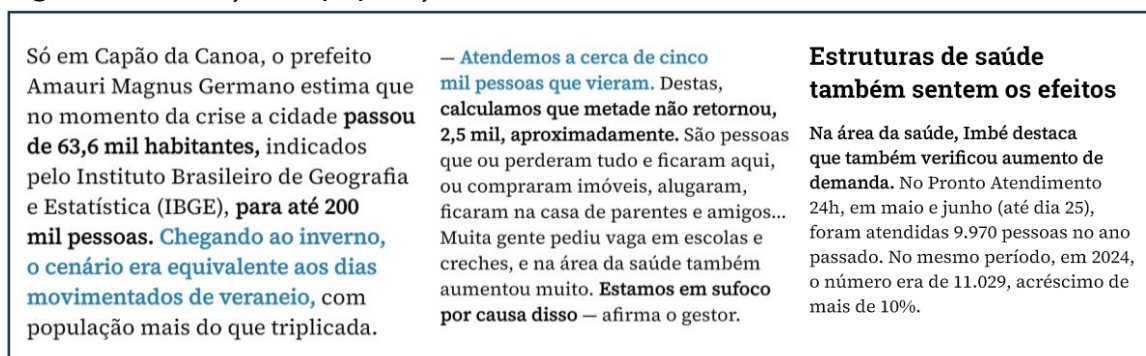 Só em Capão da Canoa, o prefeito
Amauri Magnus Germano estima que
no momento da crise a cidade passou
de 63,6 mil habitantes, indicados
pelo Instituto Brasileiro de Geografia
e Estatística (IBGE), para até 200
mil pessoas. Chegando ao inverno,
o cenário era equivalente aos dias
movimentados de veraneio, com
população mais do que triplicada.
— Atendemos a cerca de cinco
mil pessoas que vieram. Destas,
calculamos que metade não retornou,
2,5 mil, aproximadamente. São pessoas
que ou perderam tudo e ficaram aqui,
ou compraram imóveis, alugaram,
ficaram na casa de parentes e amigos...
Muita gente pediu vaga em escolas e
creches, e na área da saúde também
aumentou muito. Estamos em sufoco
por causa disso — afirma o gestor.
Estruturas de saúde
também sentem os efeitos
Na área da saúde, Imbé destaca
que também verificou aumento de
demanda. No Pronto Atendimento
24h, em maio e junho (até dia 25),
foram atendidas 9.970 pessoas no ano
passado. No mesmo período, em 2024,
o número era de 11.029, acréscimo de
mais de 10%.